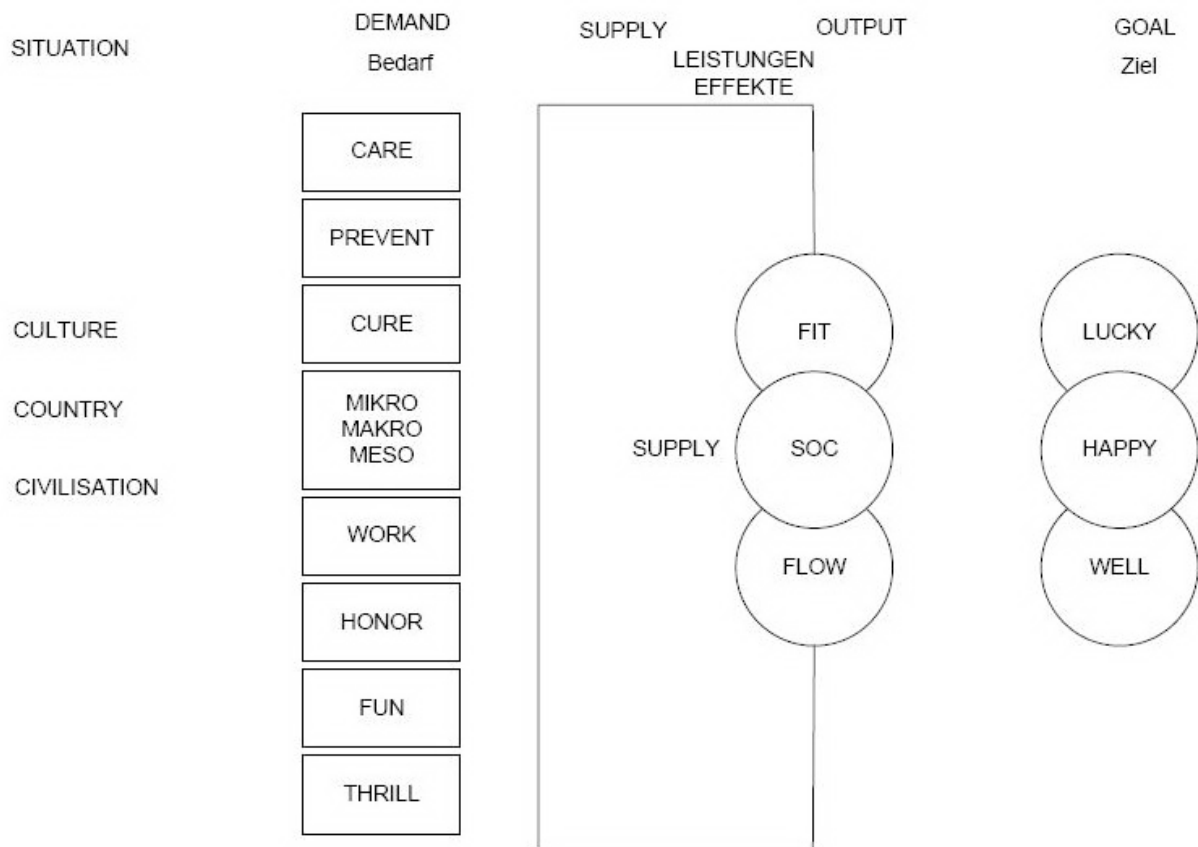 SITUATION
DEMAND
Bedarf
SUPPLY
OUTPUT
LEISTUNGEN
EFFEKTE
GOAL
Ziel
CULTURE
COUNTRY
CIVILISATION
CARE
PREVENT
CURE
MIKRO
MAKRO
MESO
WORK
HONOR
FUN
THRILL
SUPPLY
FIT
SOC
FLOW
LUCKY
HAPPY
WELL